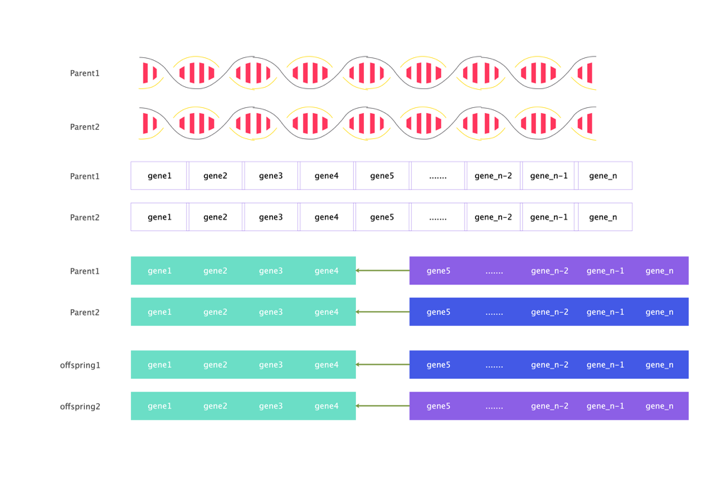 Parent1
Parent2
Parent1 gene1 gene2 gene3 gene4 gene5 ....... gene_n-2 gene_n-1 gene_n
Parent2 gene1 gene2 gene3 gene4 gene5 ....... gene_n-2 gene_n-1 gene_n
Parent1 gene1 gene2 gene3 gene4 gene5 ....... gene_n-2 gene_n-1 gene_n
Parent2 gene1 gene2 gene3 gene4 gene5 ....... gene_n-2 gene_n-1 gene_n
offspring1 gene1 gene2 gene3 gene4 gene5 ....... gene_n-2 gene_n-1 gene_n
offspring2 gene1 gene2 gene3 gene4 gene5 ....... gene_n-2 gene_n-1 gene_n